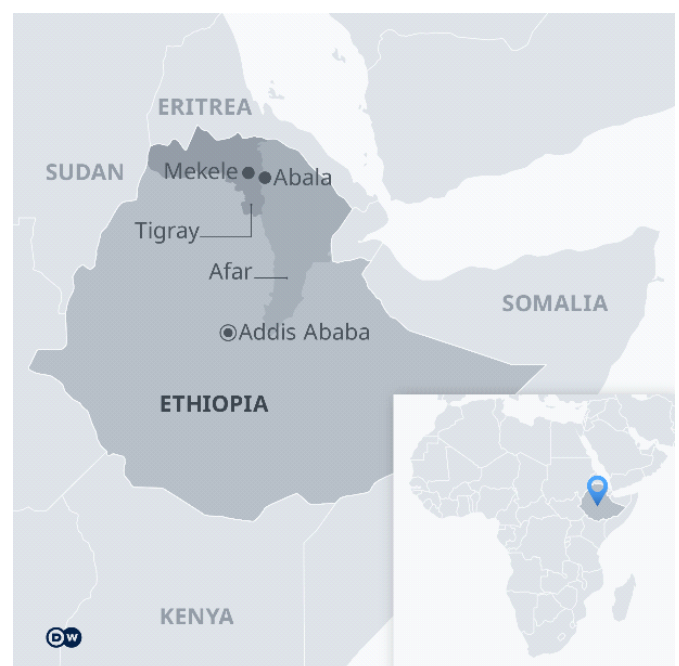 ERITREA
SUDAN
Mekele
Abala
Tigray
Afar
SOMALIA
Addis Ababa
ETHIOPIA
KENYA
DW